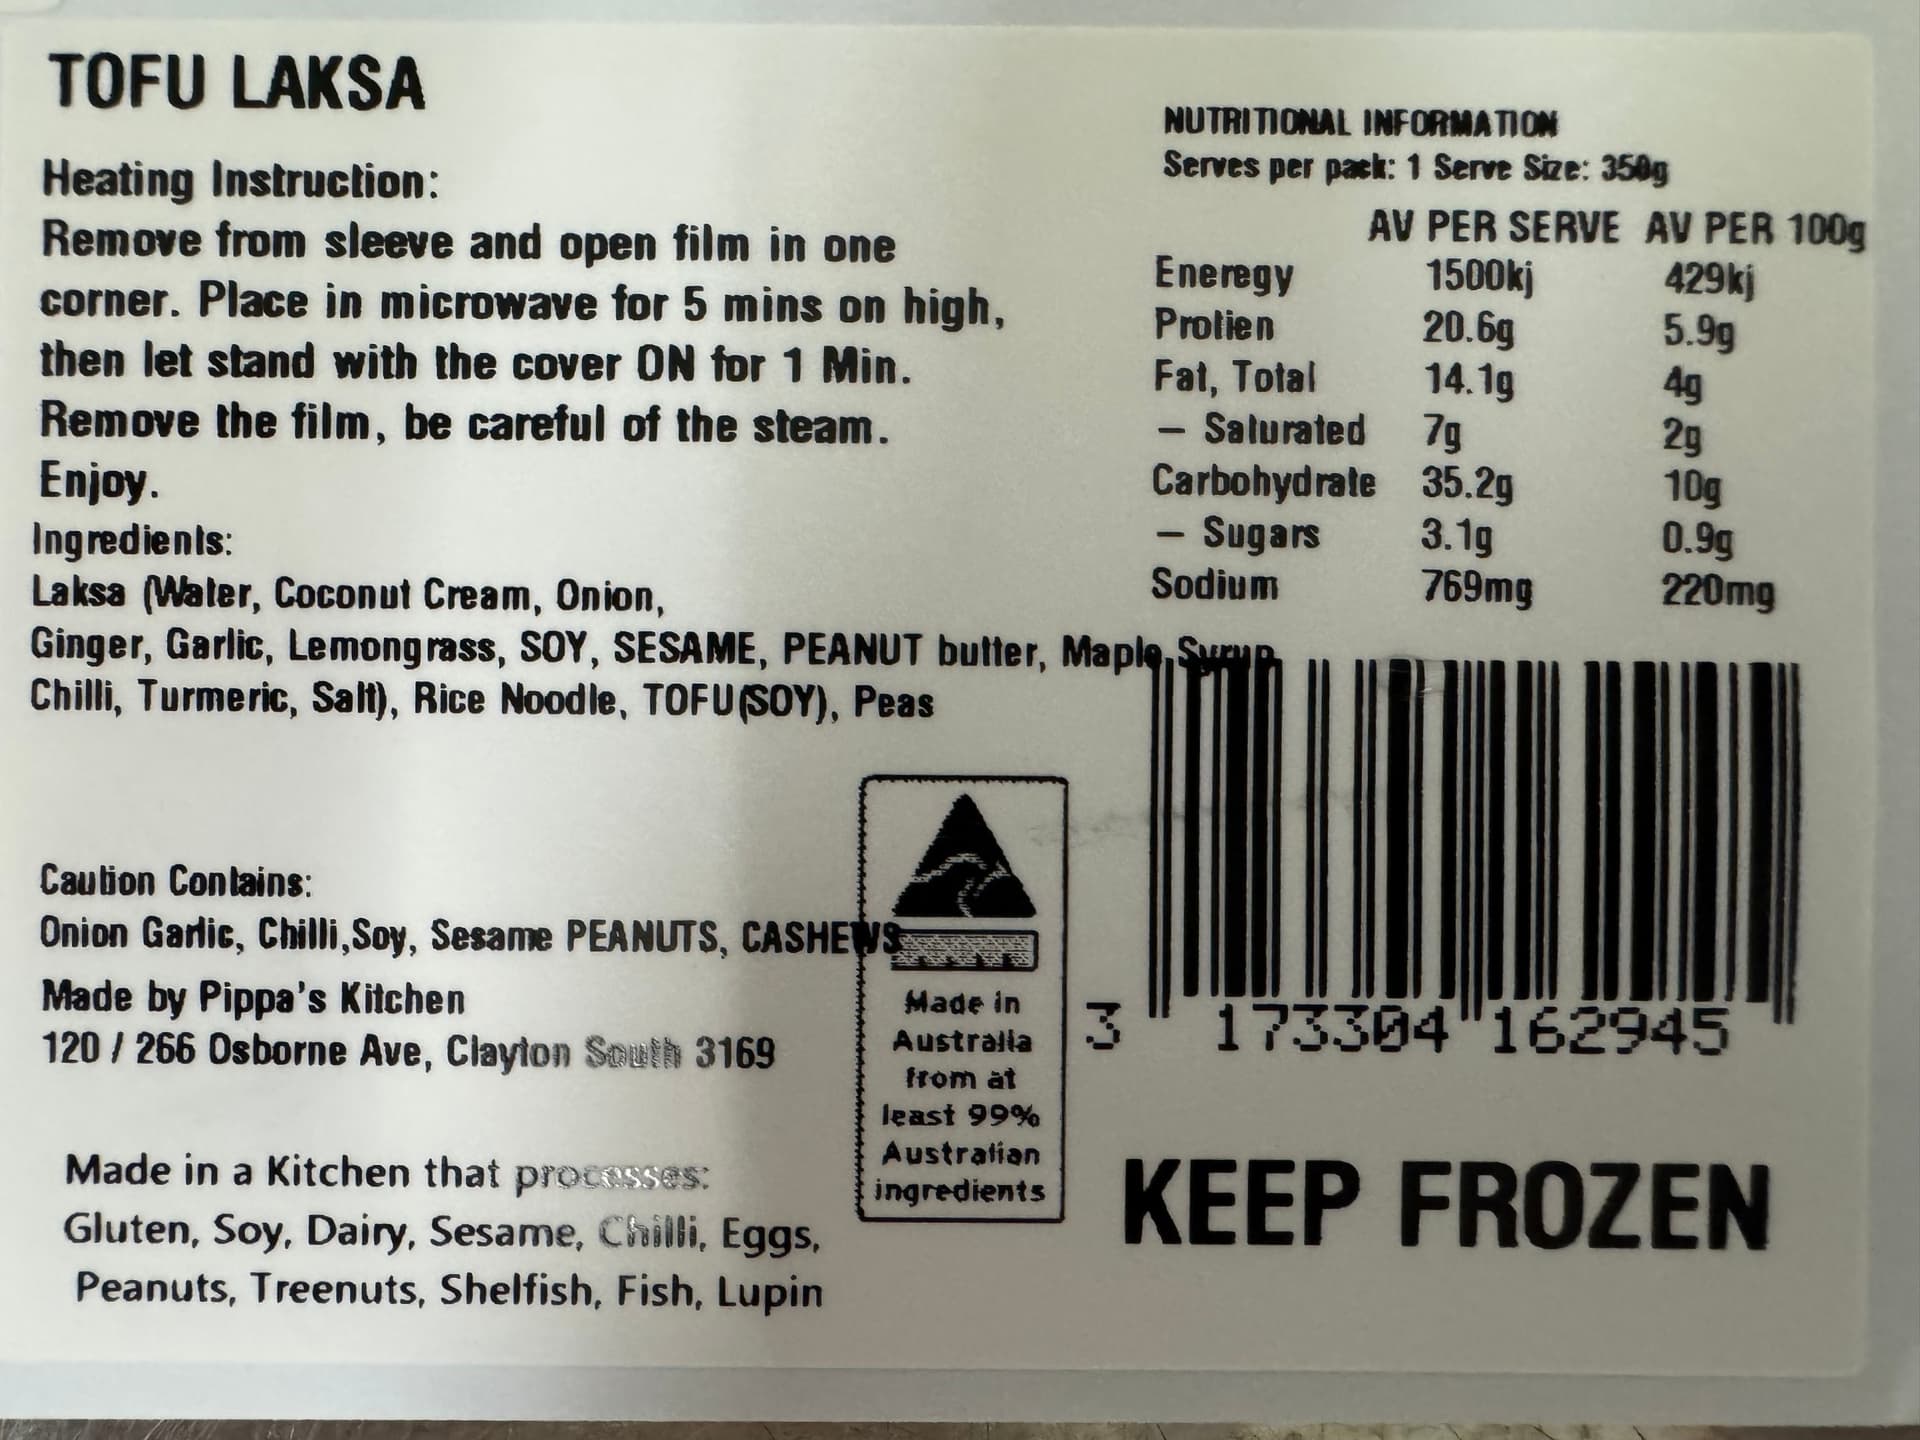 TOFU LAKSA
Heating Instruction:
Remove from sleeve and open film in one
corner. Place in microwave for 5 mins on high,
then let stand with the cover ON for 1 Min.
Remove the film, be careful of the steam.
Enjoy.
Ingredients:
Laksa (Water, Coconut Cream, Onion,
Ginger, Garlic, Lemongrass, SOY, SESAME, PEANUT butter, Maple Syrup
Chilli, Turmeric, Salt), Rice Noodle, TOFU(SOY), Peas
Caution Contains:
Onion Garlic, Chilli,Soy, Sesame PEANUTS, CASHEWS
Made by Pippa's Kitchen
120 / 266 Osborne Ave, Clayton South 3169
Made in a Kitchen that processes:
Gluten, Soy, Dairy, Sesame, Chilli, Eggs,
Peanuts, Treenuts, Shelfish, Fish, Lupin
Made in
Australia
from at
least 99%
Australian
ingredients
NUTRITIONAL INFORMATION
Serves per pack: 1 Serve Size: 350g
AV PER SERVE AV PER 100g
Eneregy 1500kj 429kj
Protien 20.6g 5.9g
Fat, Total 14.1g 4g
– Saturated 7g 2g
Carbohydrate 35.2g 10g
– Sugars 3.1g 0.9g
Sodium 769mg 220mg
3 173304 162945
KEEP FROZEN